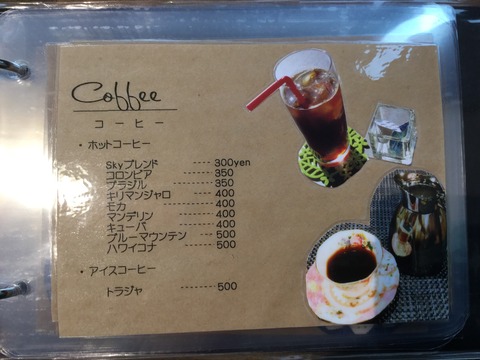 Coffee
コーヒー
・ホットコーヒー
Skyブレンド ----- 300yen
コロンビア --------- 350
ブラジル --------- 350
キリマンジャロ ------- 400
モカ ------------- 400
マンデリン ------- 400
キューバ --------- 400
ブルーマウンテン ---- 500
ハワイコナ ------- 500
・アイスコーヒー
トラジャ ----------- 500